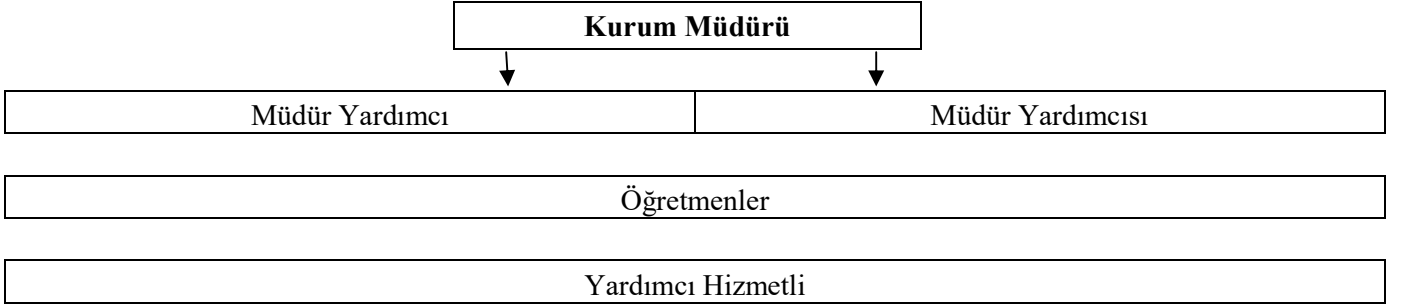 Kurum Müdürü
Müdür Yardımcı Müdür Yardımcısı
Öğretmenler
Yardımcı Hizmetli